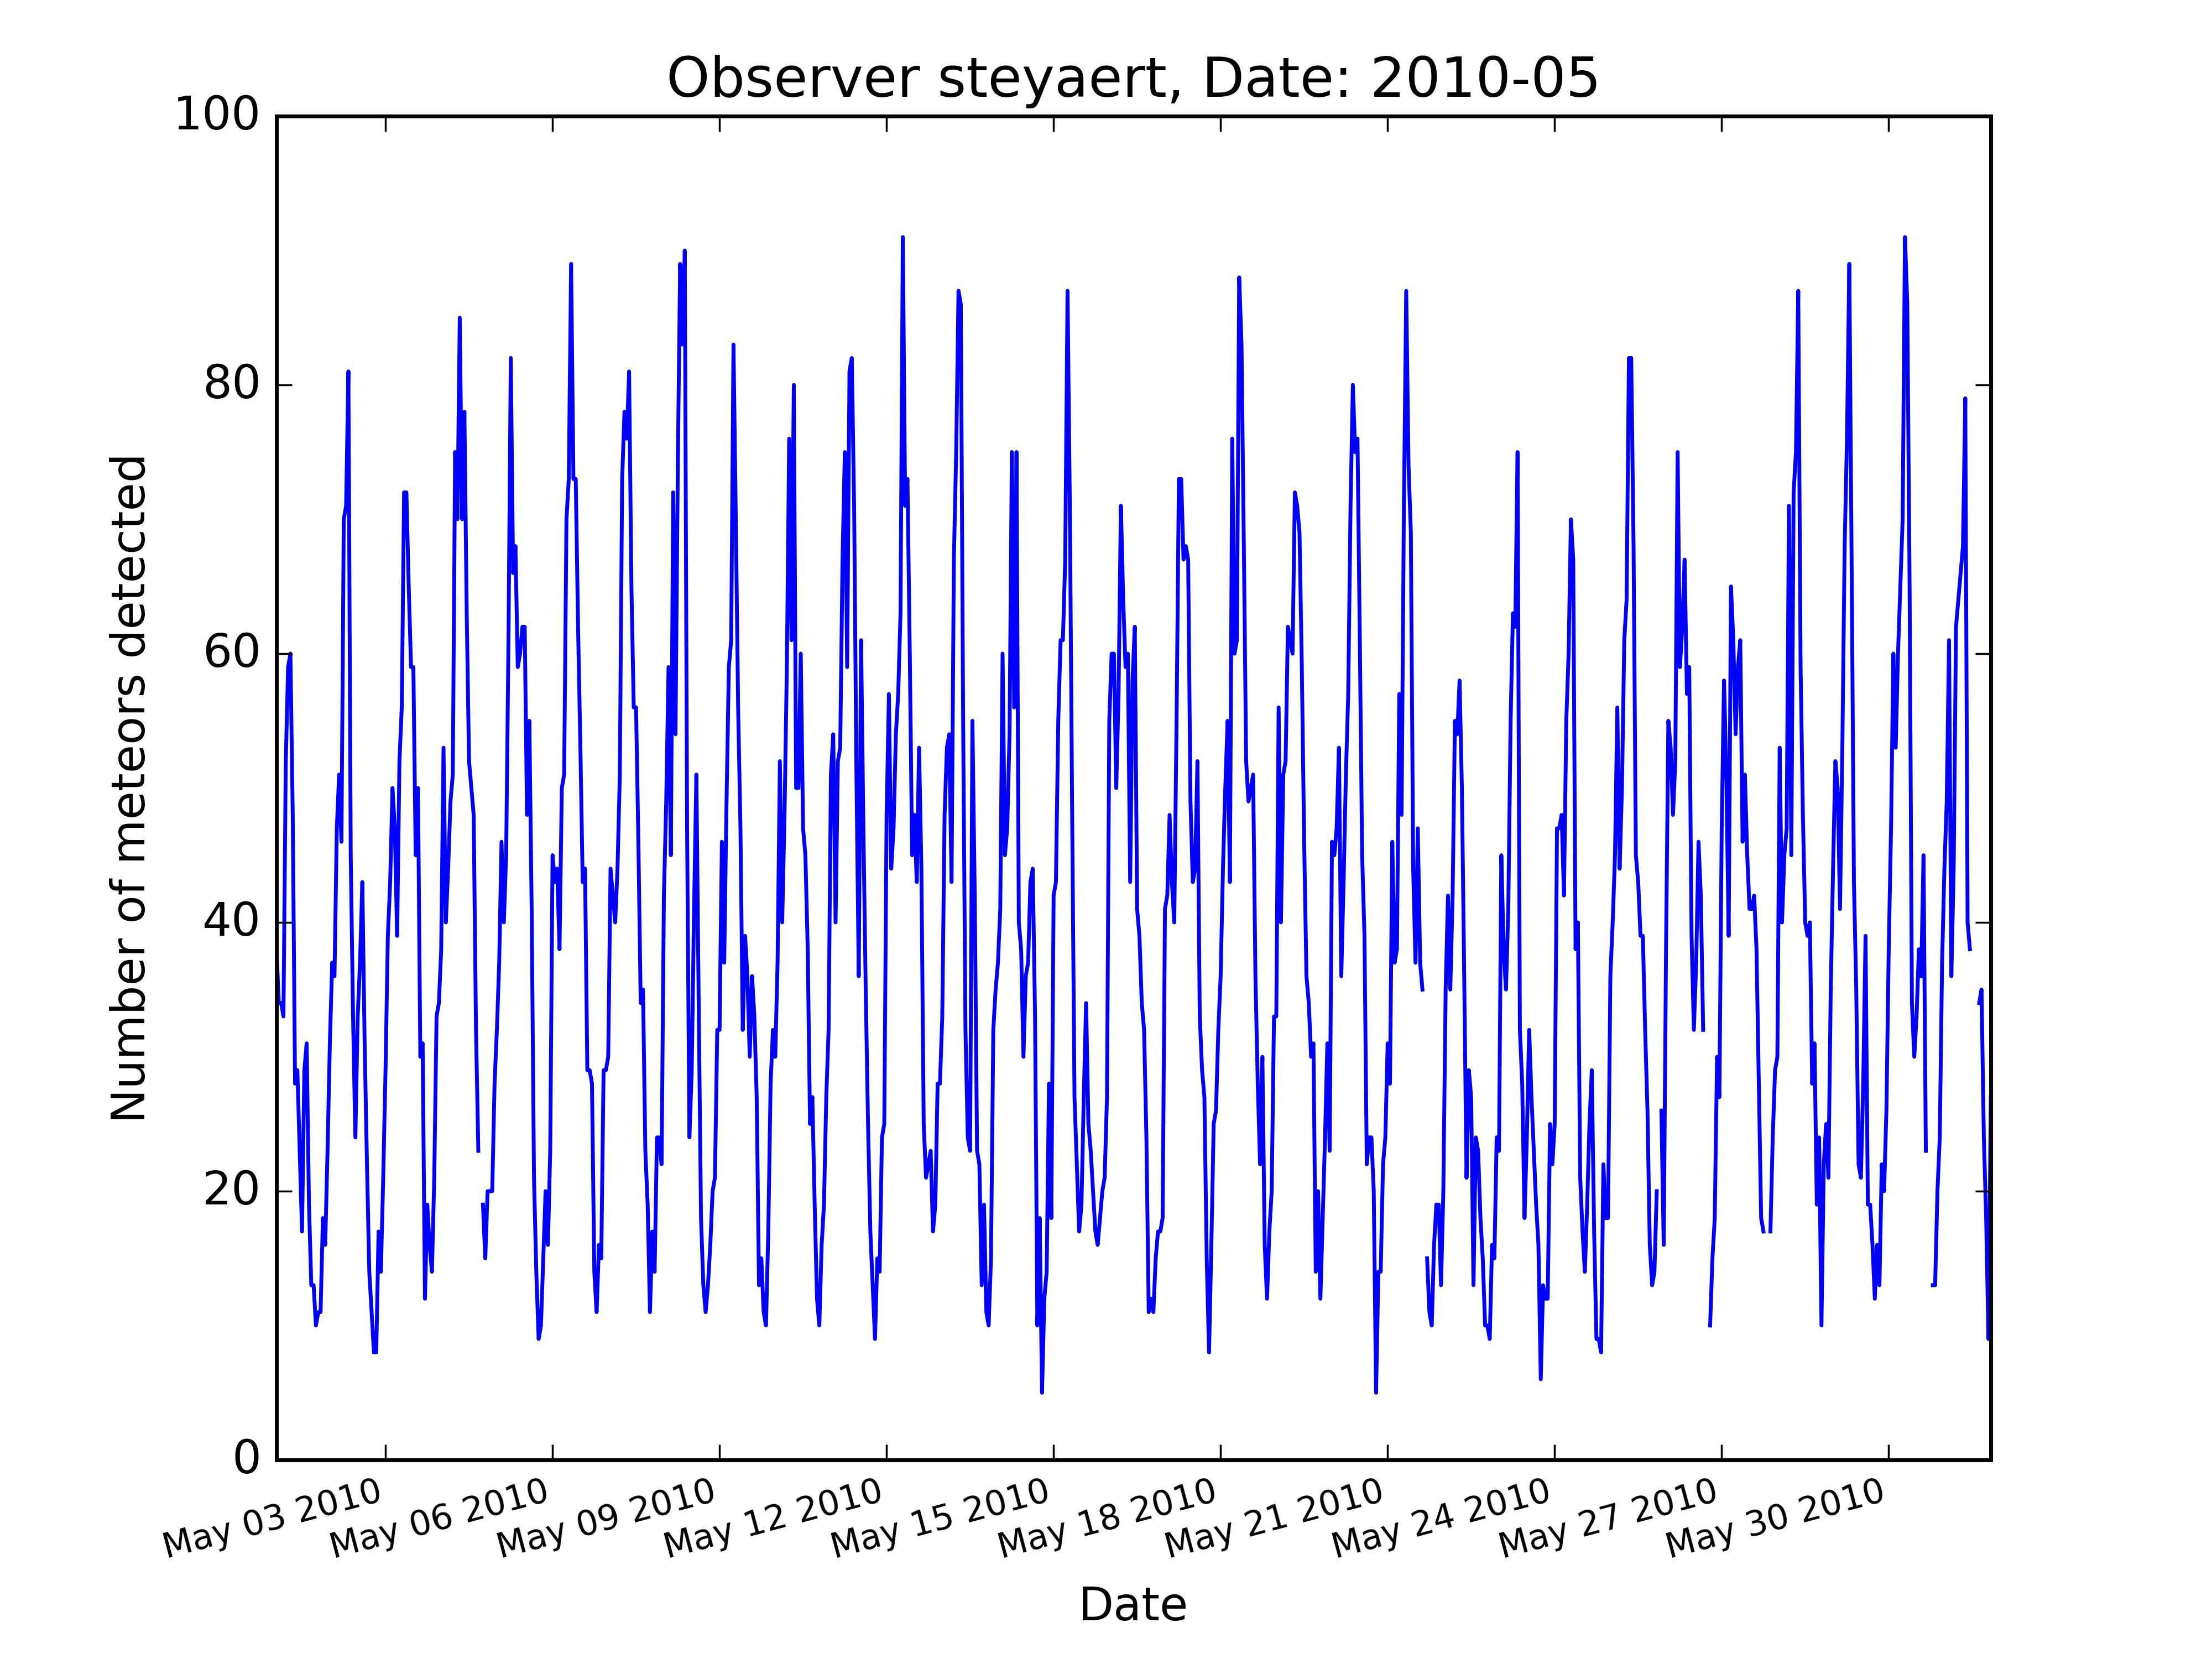 Observer steyaert, Date: 2010-05
100
80
60
40
20
0
Number of meteors detected
May 03 2010
May 06 2010
May 09 2010
May 12 2010
May 15 2010
May 18 2010
May 21 2010
May 24 2010
May 27 2010
May 30 2010
Date